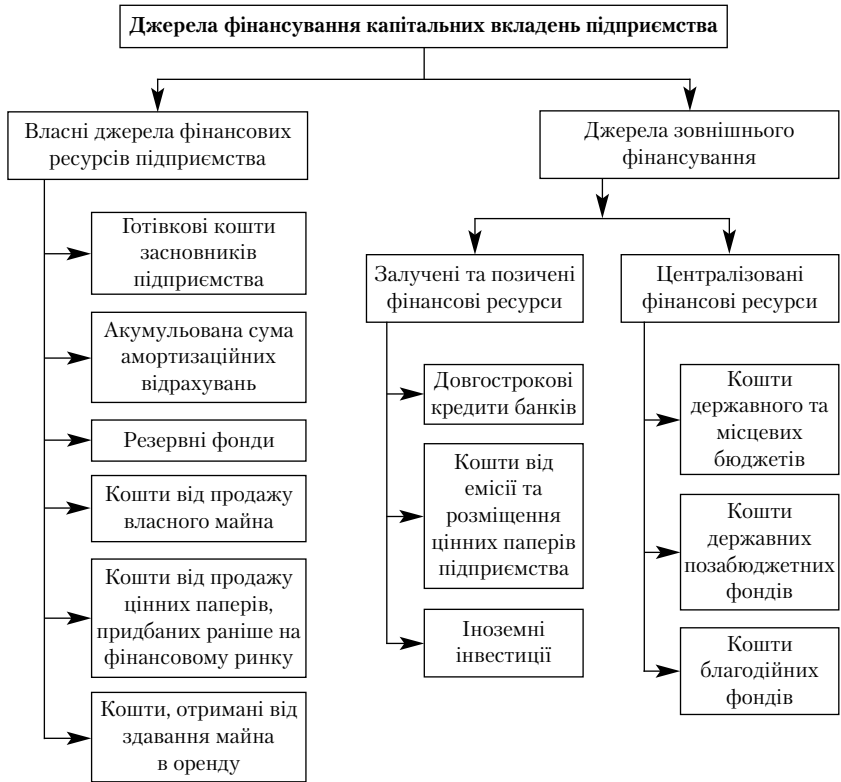 Джерела фінансування капітальних вкладень підприємства
Власні джерела фінансових
ресурсів підприємства
Готівкові кошти
засновників
підприємства
Акумульована сума
амортизаційних
відрахувань
Резервні фонди
Кошти від продажу
власного майна
Кошти від продажу
цінних паперів,
придбаних раніше на
фінансовому ринку
Кошти, отримані від
здавання майна
в оренду
Джерела зовнішнього
фінансування
Залучені та позичені
фінансові ресурси
Довгострокові
кредити банків
Кошти від
емісії та
розміщення
цінних паперів
підприємства
Іноземні
інвестиції
Централізовані
фінансові ресурси
Кошти
державного та
місцевих
бюджетів
Кошти
державних
позабюджетних
фондів
Кошти
благодійних
фондів